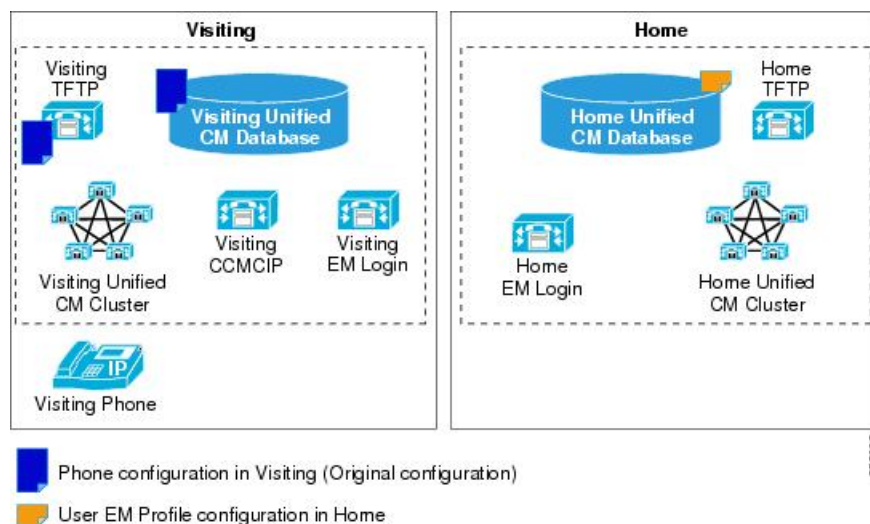 Visiting
Visiting
TFTP
Visiting Unified
CM Database
Visiting Unified
CM Cluster
Visiting
CCMCIP
Visiting
EM Login
IP
Visiting Phone
Home
Home Unified
CM Database
Home
TFTP
Home
EM Login
Home Unified
CM Cluster
Phone configuration in Visiting (Original configuration)
User EM Profile configuration in Home